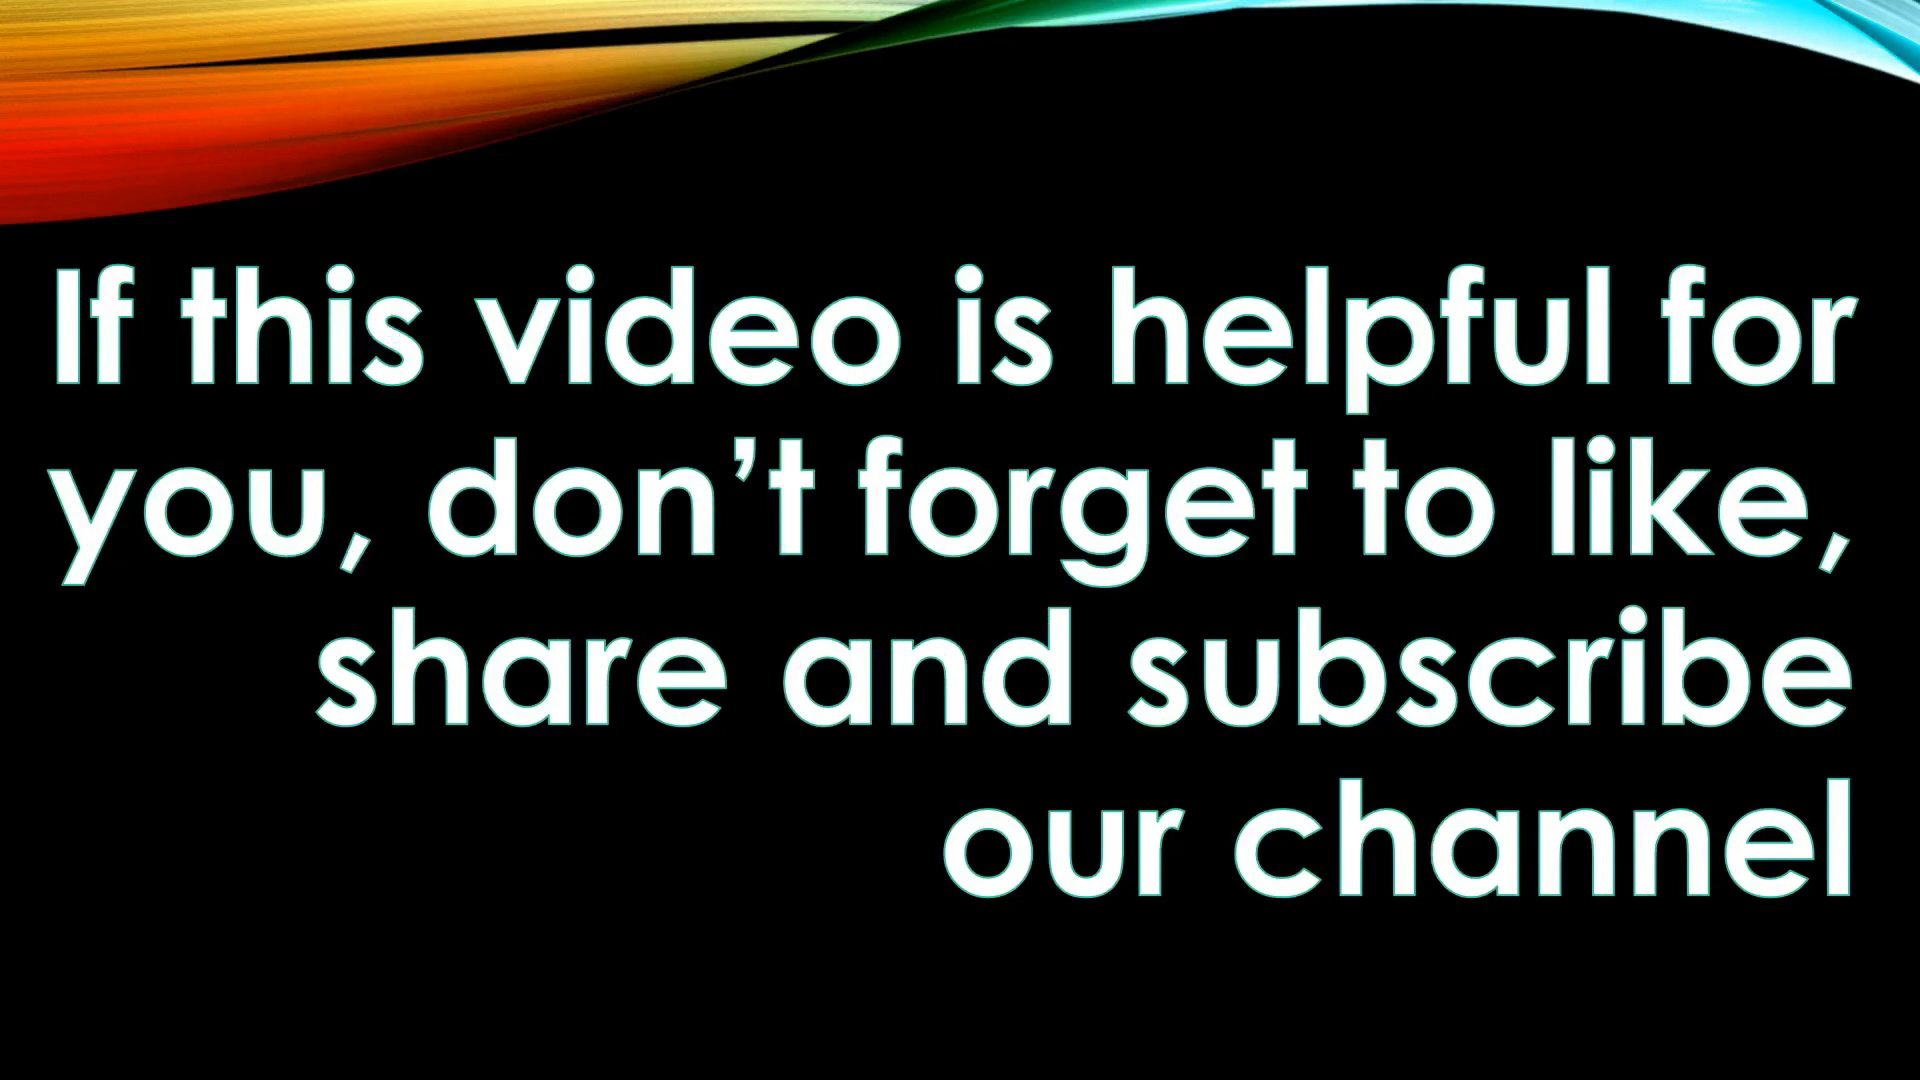 If this video is helpful for
you, don’t forget to like,
share and subscribe
our channel